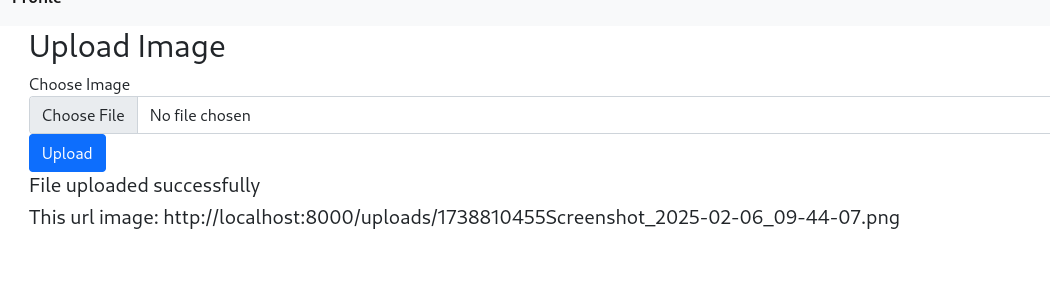 Profile
Upload Image
Choose Image
Choose File No file chosen
Upload
File uploaded successfully
This url image: http://localhost:8000/uploads/1738810455Screenshot_2025-02-06_09-44-07.png